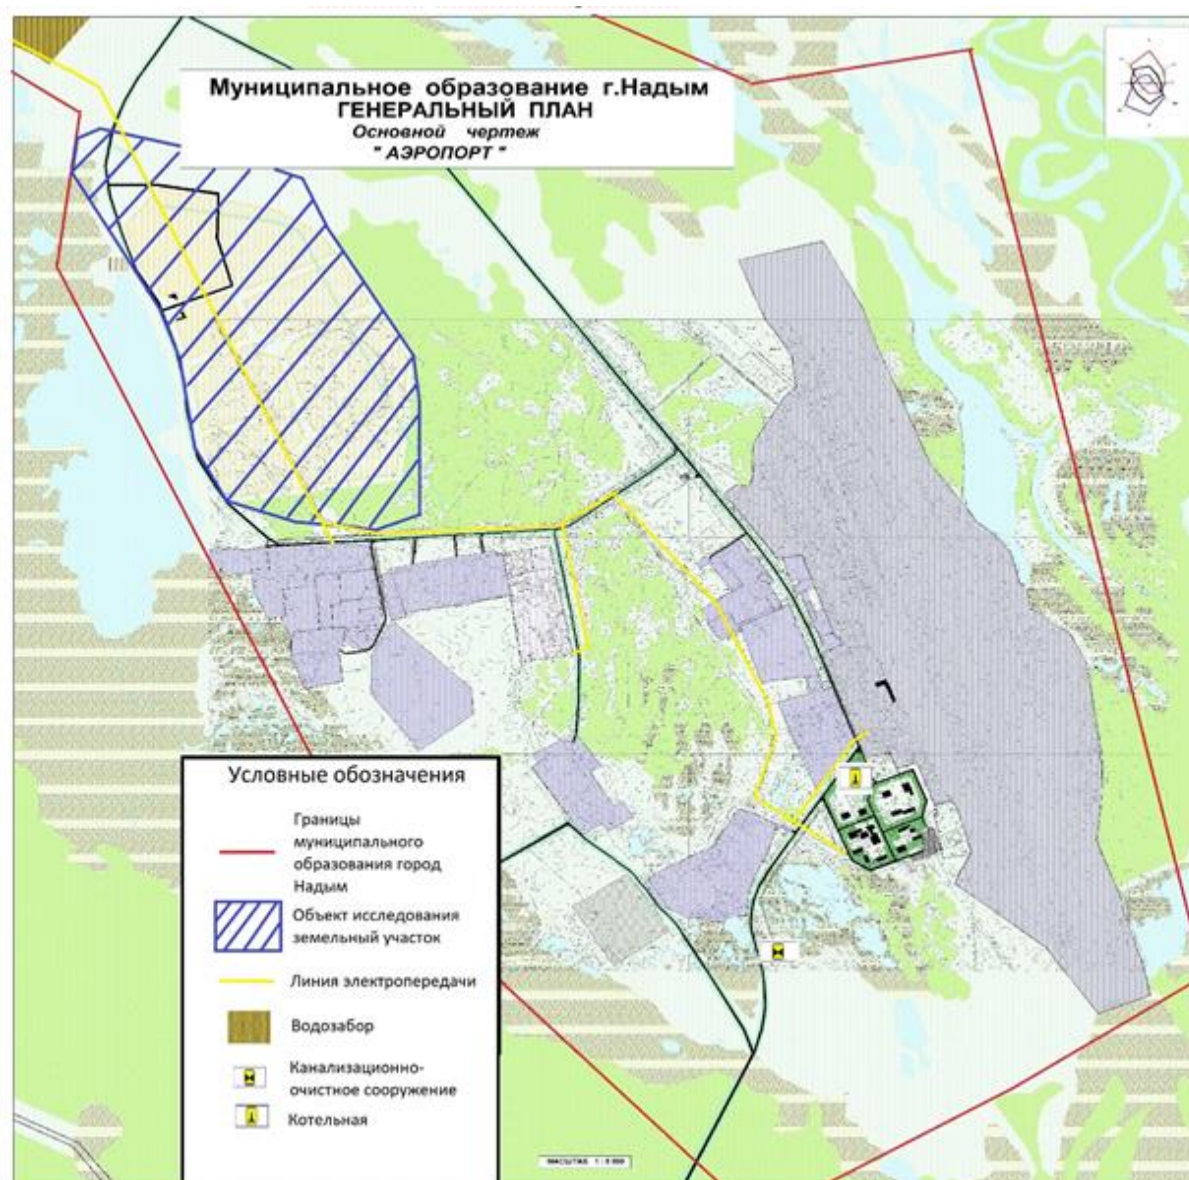 Муниципальное образование г.Надым
ГЕНЕРАЛЬНЫЙ ПЛАН
Основной чертеж
" АЭРОПОРТ "
Условные обозначения
Границы
муниципального
образования город
Надым
Объект исследования
земельный участок
Линия электропередачи
Водозабор
Канализационно-
очистное сооружение
Котельная
МАСШТАБ